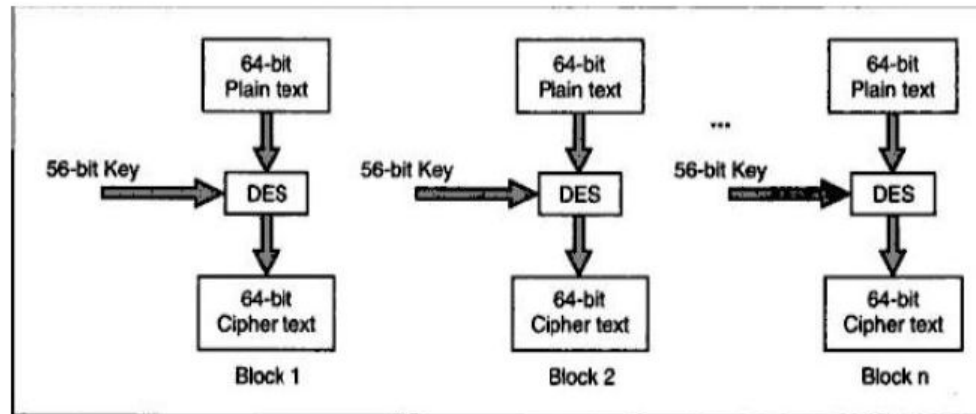 64-bit
Plain text
64-bit
Plain text
...
64-bit
Plain text
56-bit Key
DES
56-bit Key
DES
56-bit Key
DES
64-bit
Cipher text
64-bit
Cipher text
64-bit
Cipher text
Block 1
Block 2
Block n